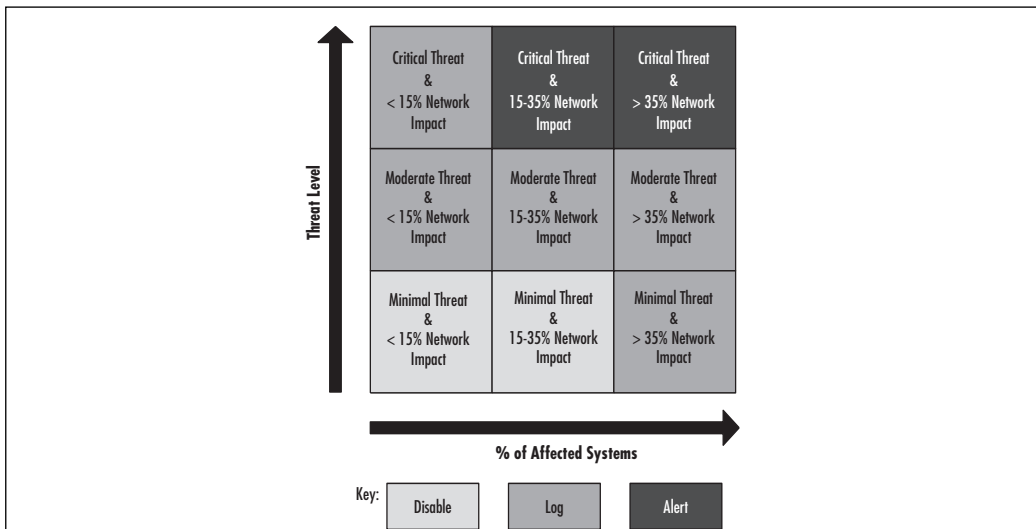 Threat Level
Critical Threat
&
< 15% Network
Impact
Critical Threat
&
15-35% Network
Impact
Critical Threat
&
> 35% Network
Impact
Moderate Threat
&
< 15% Network
Impact
Moderate Threat
&
15-35% Network
Impact
Moderate Threat
&
> 35% Network
Impact
Minimal Threat
&
< 15% Network
Impact
Minimal Threat
&
15-35% Network
Impact
Minimal Threat
&
> 35% Network
Impact
% of Affected Systems
Key:
Disable
Log
Alert